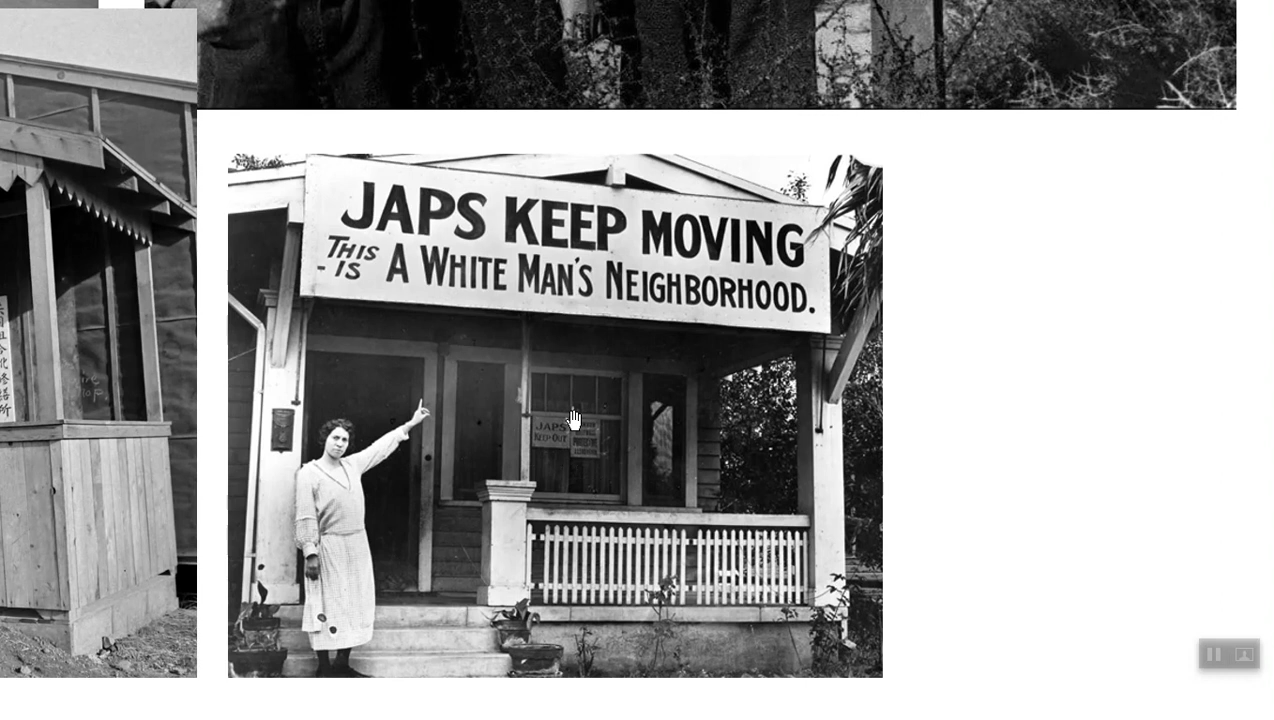 JAPS KEEP MOVING
THIS IS A WHITE MAN'S NEIGHBORHOOD.
JAPS
KEEP OUT